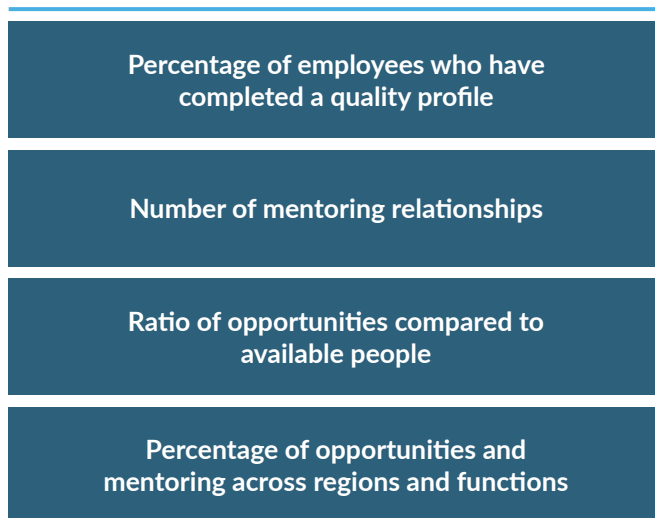 Percentage of employees who have
completed a quality profile
Number of mentoring relationships
Ratio of opportunities compared to
available people
Percentage of opportunities and
mentoring across regions and functions